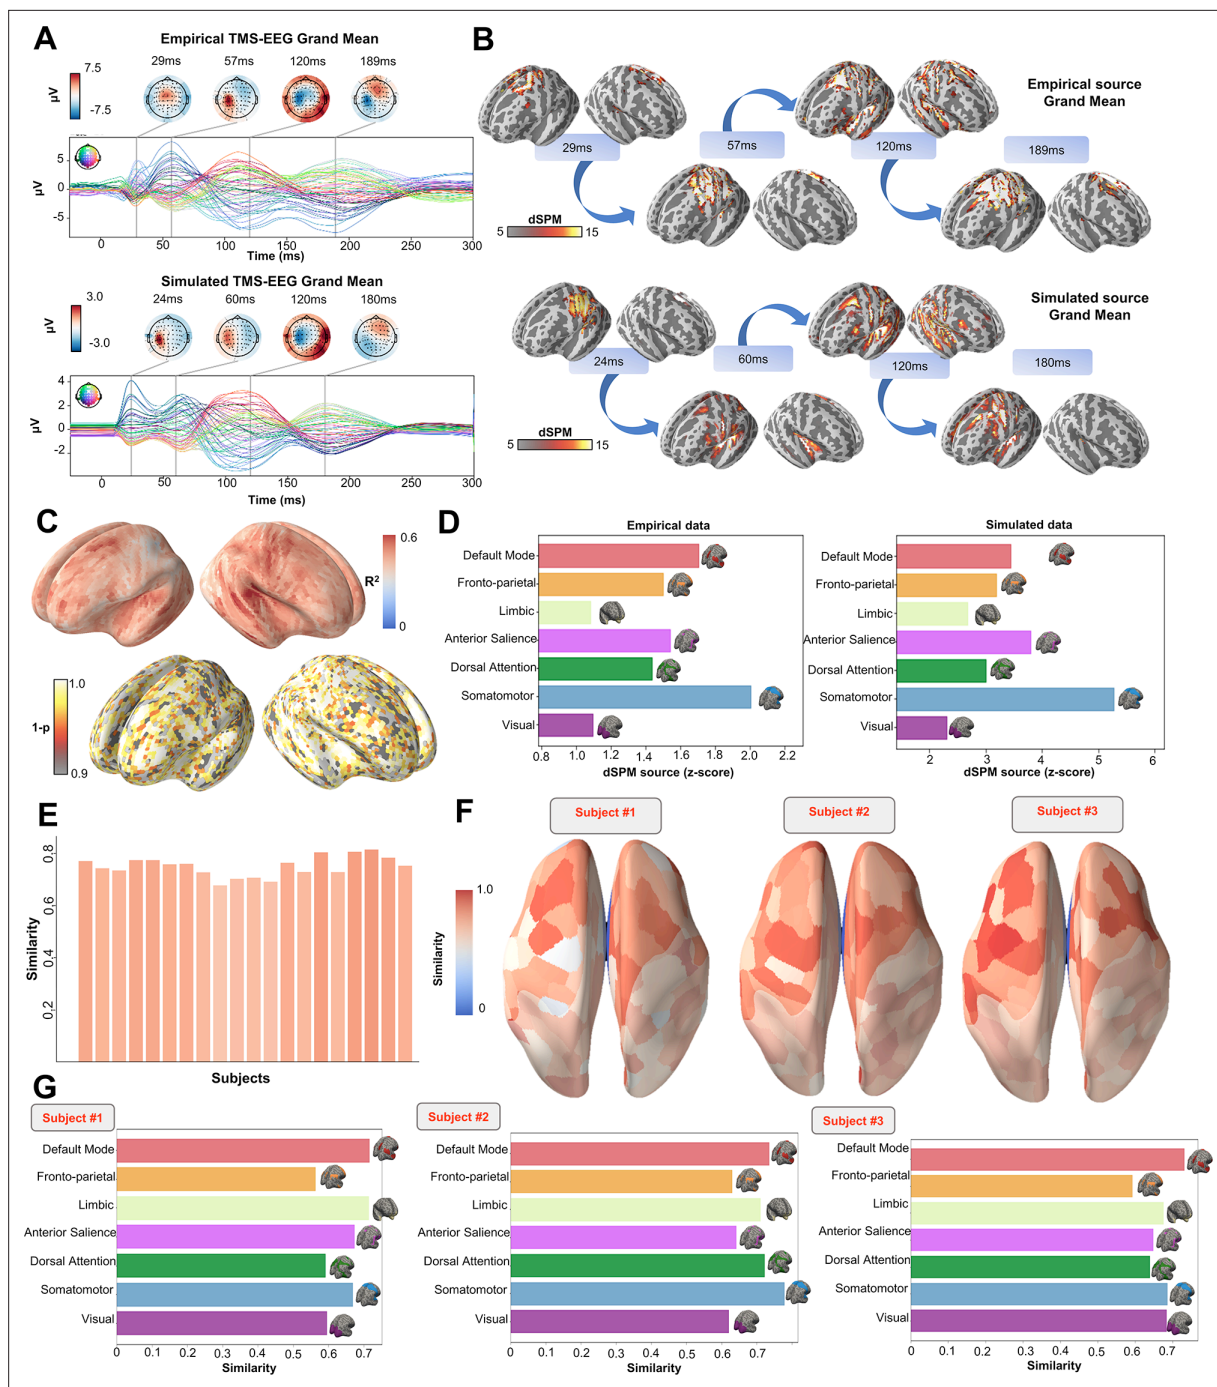 A
Empirical TMS-EEG Grand Mean
29ms 57ms 120ms 189ms
7.5
μV
-7.5
5
0
-5
μV
0 50 100 150 200 250 300
Time (ms)
Simulated TMS-EEG Grand Mean
24ms 60ms 120ms 180ms
3.0
μV
-3.0
4
2
0
-2
μV
0 50 100 150 200 250 300
Time (ms)
B
Empirical source
Grand Mean
29ms 57ms 120ms 189ms
dSPM
5 15
Simulated source
Grand Mean
24ms 60ms 120ms 180ms
dSPM
5 15
C
0.6
R²
0
1.0
1-p
0.9
D
Empirical data
Default Mode
Fronto-parietal
Limbic
Anterior Salience
Dorsal Attention
Somatomotor
Visual
0.8 1.0 1.2 1.4 1.6 1.8 2.0 2.2
dSPM source (z-score)
Simulated data
Default Mode
Fronto-parietal
Limbic
Anterior Salience
Dorsal Attention
Somatomotor
Visual
2 3 4 5 6
dSPM source (z-score)
E
0.8
0.6
0.4
0.2
Similarity
Subjects
F
Subject #1
Subject #2
Subject #3
1.0
Similarity
0
G
Subject #1
Default Mode
Fronto-parietal
Limbic
Anterior Salience
Dorsal Attention
Somatomotor
Visual
0 0.1 0.2 0.3 0.4 0.5 0.6 0.7
Similarity
Subject #2
Default Mode
Fronto-parietal
Limbic
Anterior Salience
Dorsal Attention
Somatomotor
Visual
0 0.1 0.2 0.3 0.4 0.5 0.6 0.7
Similarity
Subject #3
Default Mode
Fronto-parietal
Limbic
Anterior Salience
Dorsal Attention
Somatomotor
Visual
0 0.1 0.2 0.3 0.4 0.5 0.6 0.7
Similarity